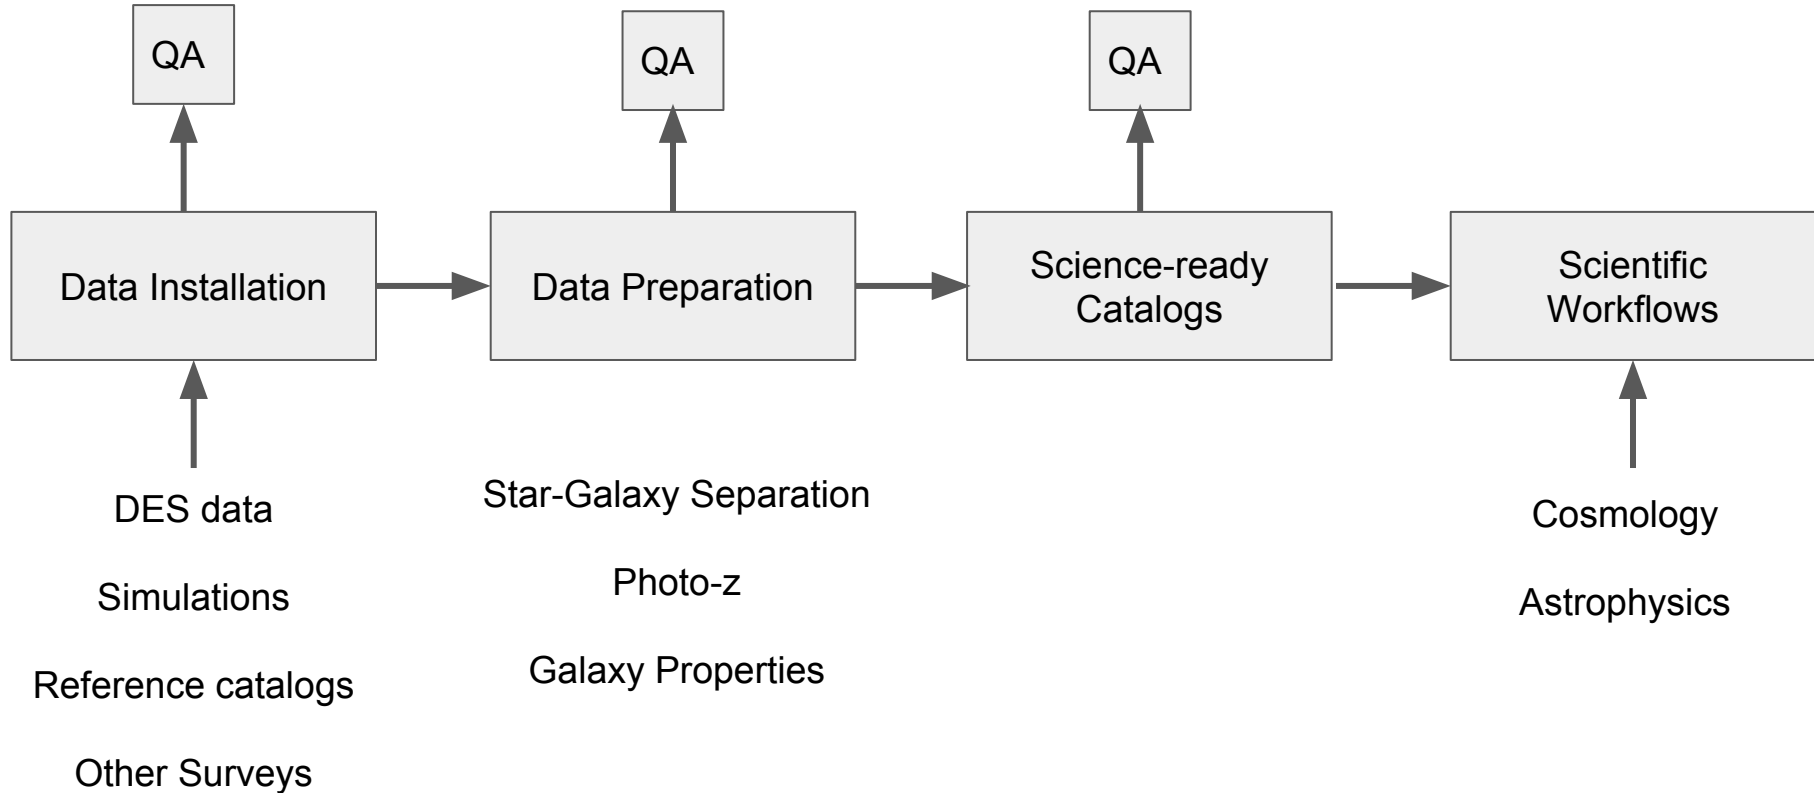 QA
QA
QA
Data Installation
Data Preparation
Science-ready
Catalogs
Scientific
Workflows
DES data
Simulations
Reference catalogs
Other Surveys
Star-Galaxy Separation
Photo-z
Galaxy Properties
Cosmology
Astrophysics